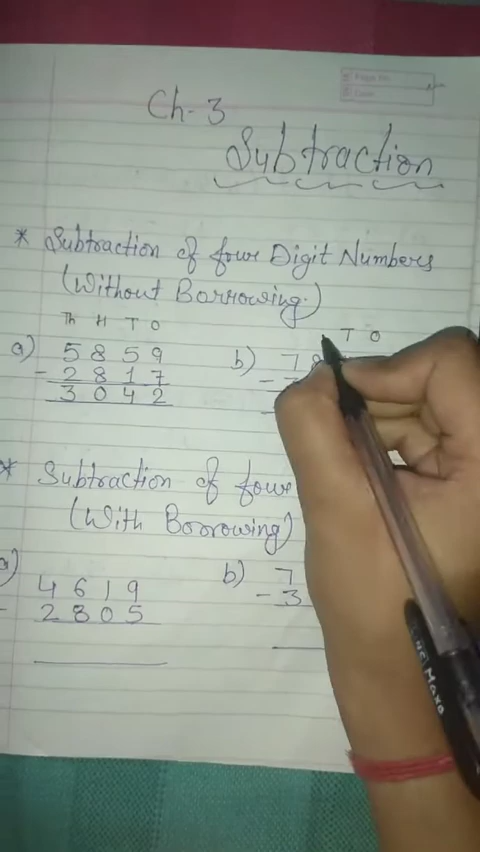 Ch-3
Subtraction
* Subtraction of four Digit Numbers
(Without Borrowing)
Th H T O
T O
a) 5 8 5 9
- 2 8 1 7
3 0 4 2
b) 7 8
-
* Subtraction of four
(With Borrowing)
a) 4 6 1 9
- 2 8 0 5
b) 7
- 3
Maxo